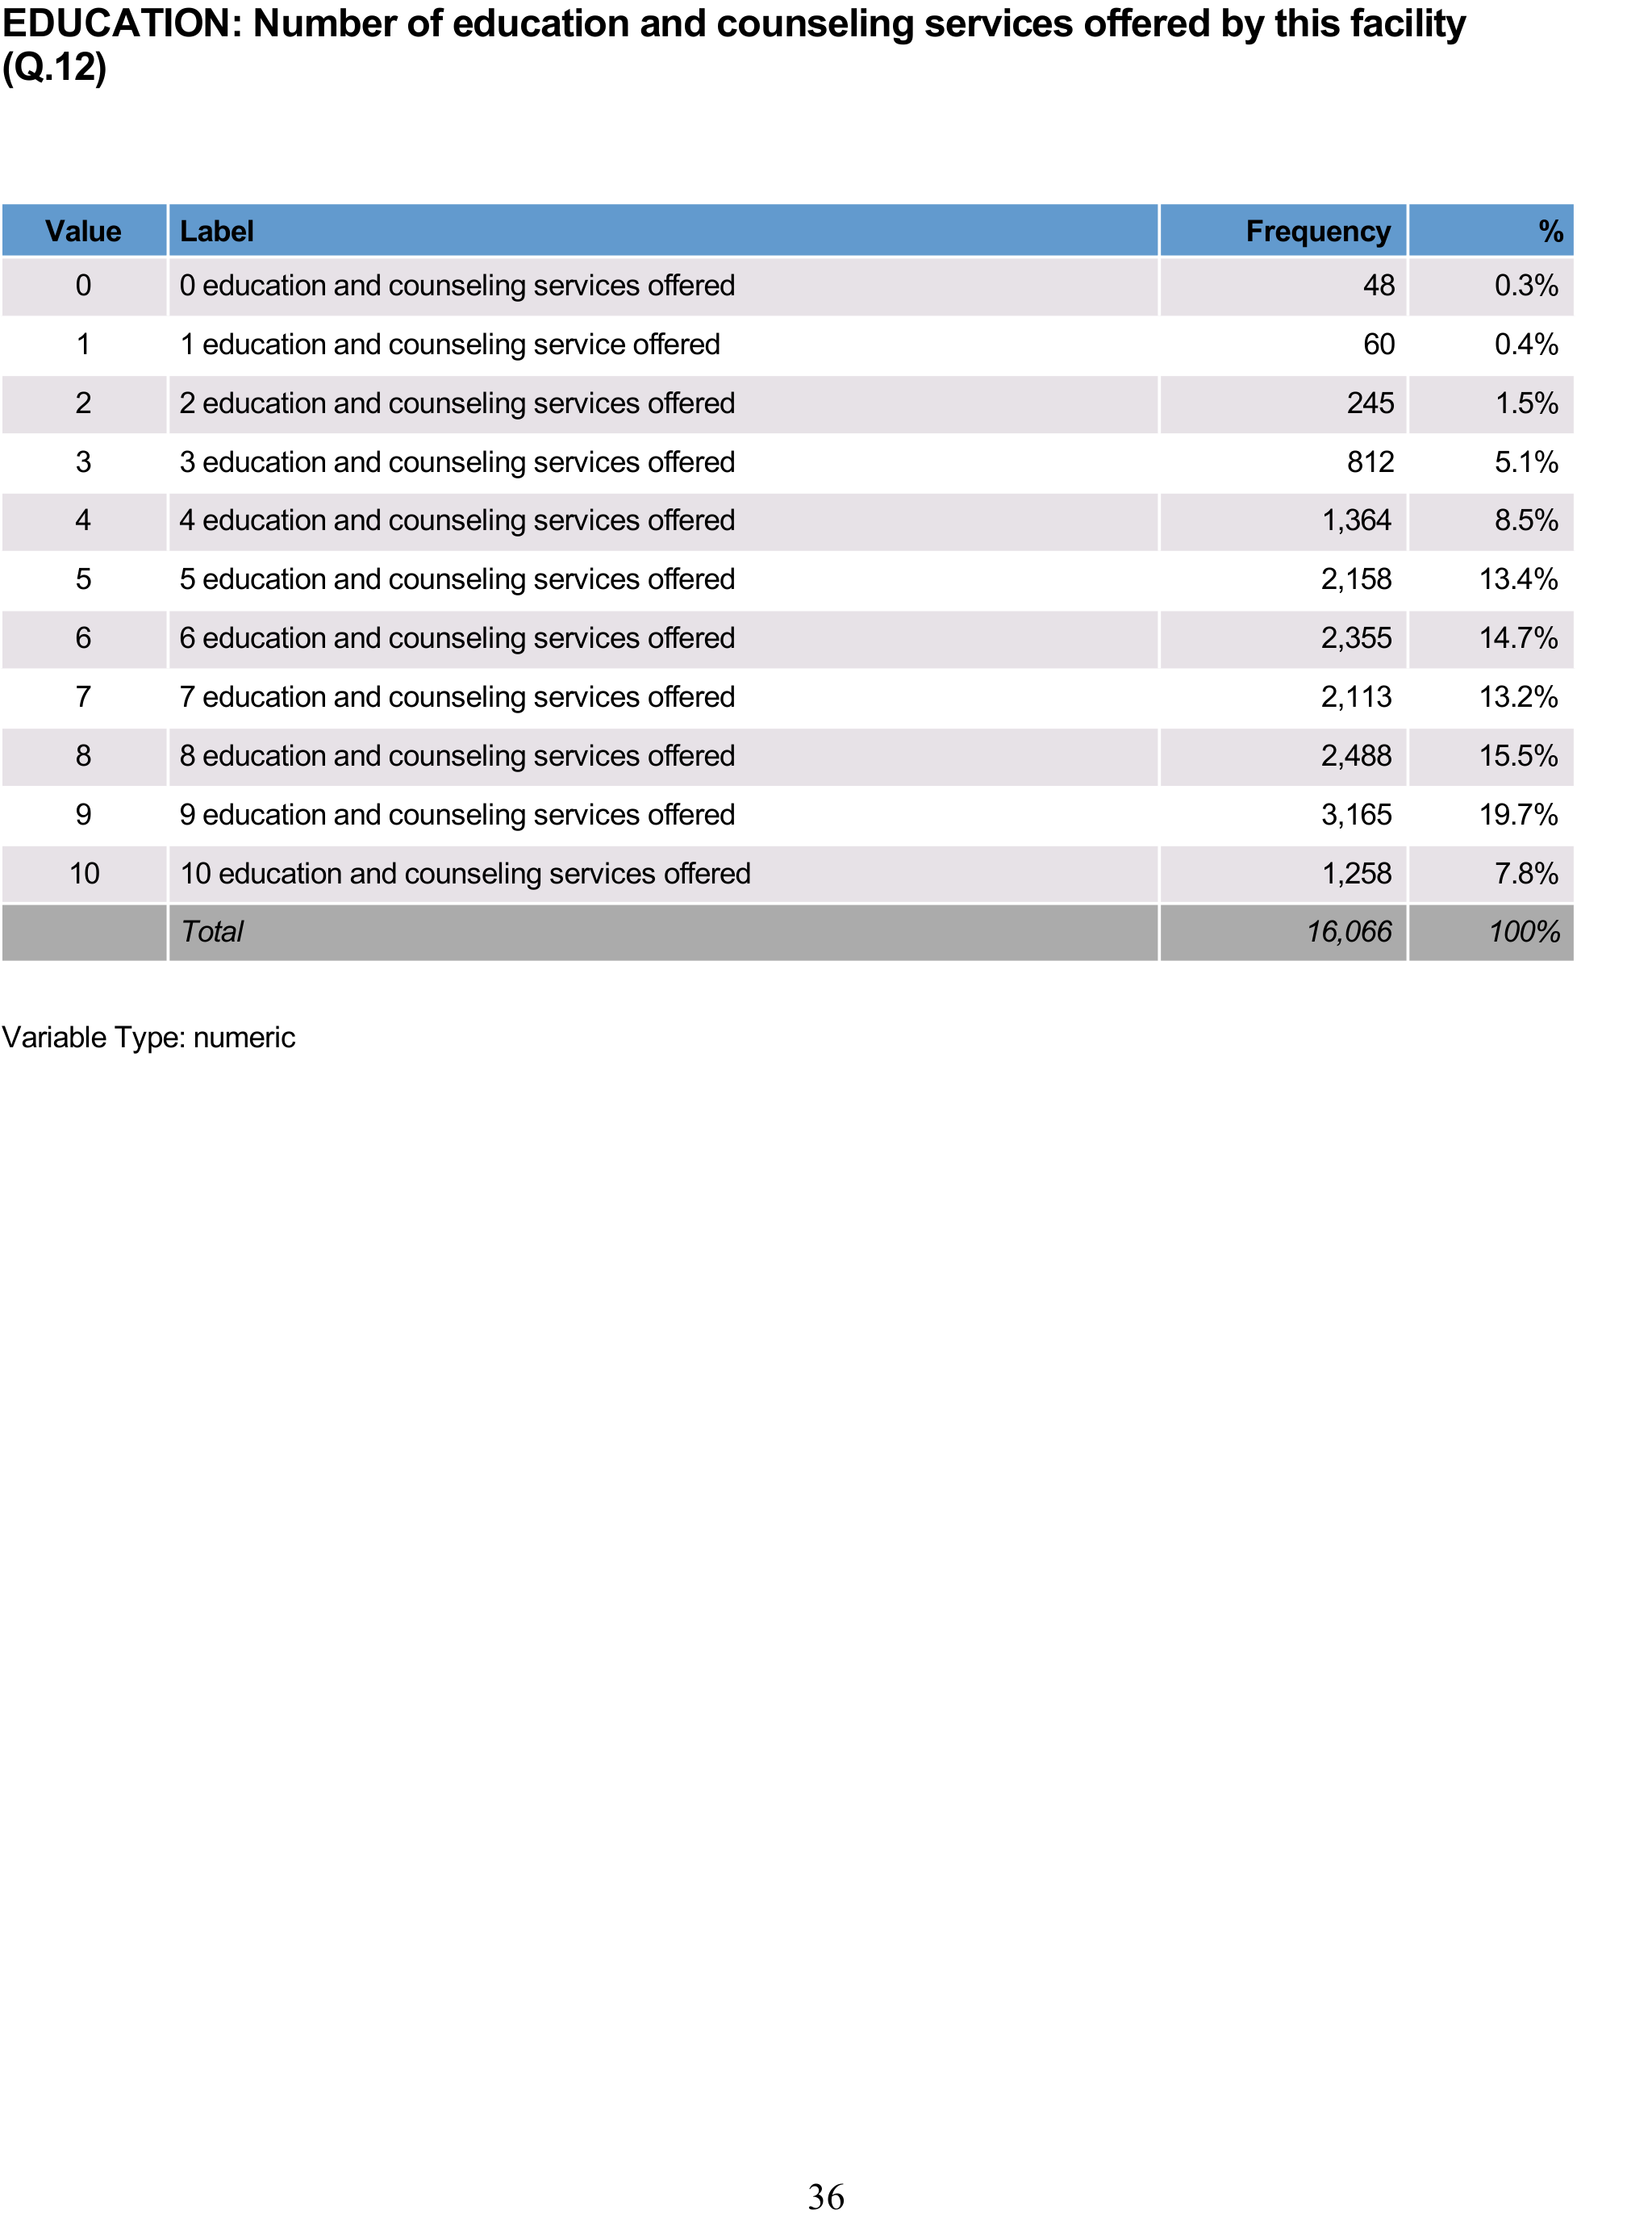 EDUCATION: Number of education and counseling services offered by this facility
(Q.12)
Value Label Frequency %
0 0 education and counseling services offered 48 0.3%
1 1 education and counseling service offered 60 0.4%
2 2 education and counseling services offered 245 1.5%
3 3 education and counseling services offered 812 5.1%
4 4 education and counseling services offered 1,364 8.5%
5 5 education and counseling services offered 2,158 13.4%
6 6 education and counseling services offered 2,355 14.7%
7 7 education and counseling services offered 2,113 13.2%
8 8 education and counseling services offered 2,488 15.5%
9 9 education and counseling services offered 3,165 19.7%
10 10 education and counseling services offered 1,258 7.8%
Total 16,066 100%
Variable Type: numeric
36